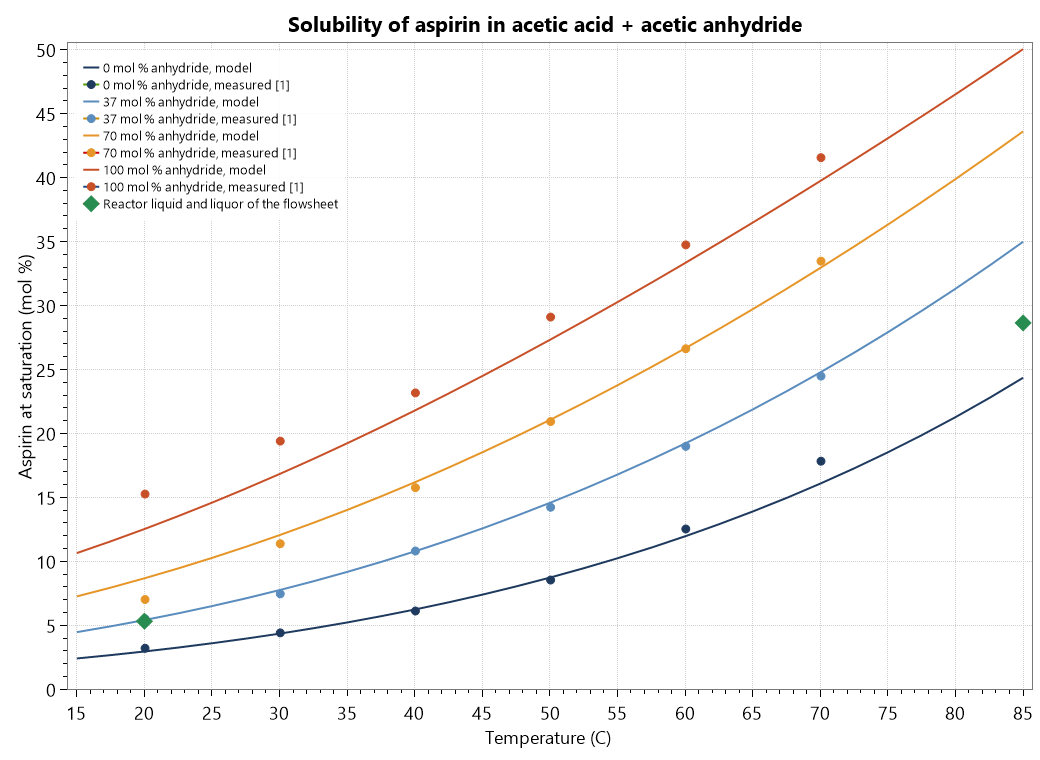 Solubility of aspirin in acetic acid + acetic anhydride
0 mol % anhydride, model
0 mol % anhydride, measured [1]
37 mol % anhydride, model
37 mol % anhydride, measured [1]
70 mol % anhydride, model
70 mol % anhydride, measured [1]
100 mol % anhydride, model
100 mol % anhydride, measured [1]
Reactor liquid and liquor of the flowsheet
Aspirin at saturation (mol %)
50
45
40
35
30
25
20
15
10
5
0
15 20 25 30 35 40 45 50 55 60 65 70 75 80 85
Temperature (C)